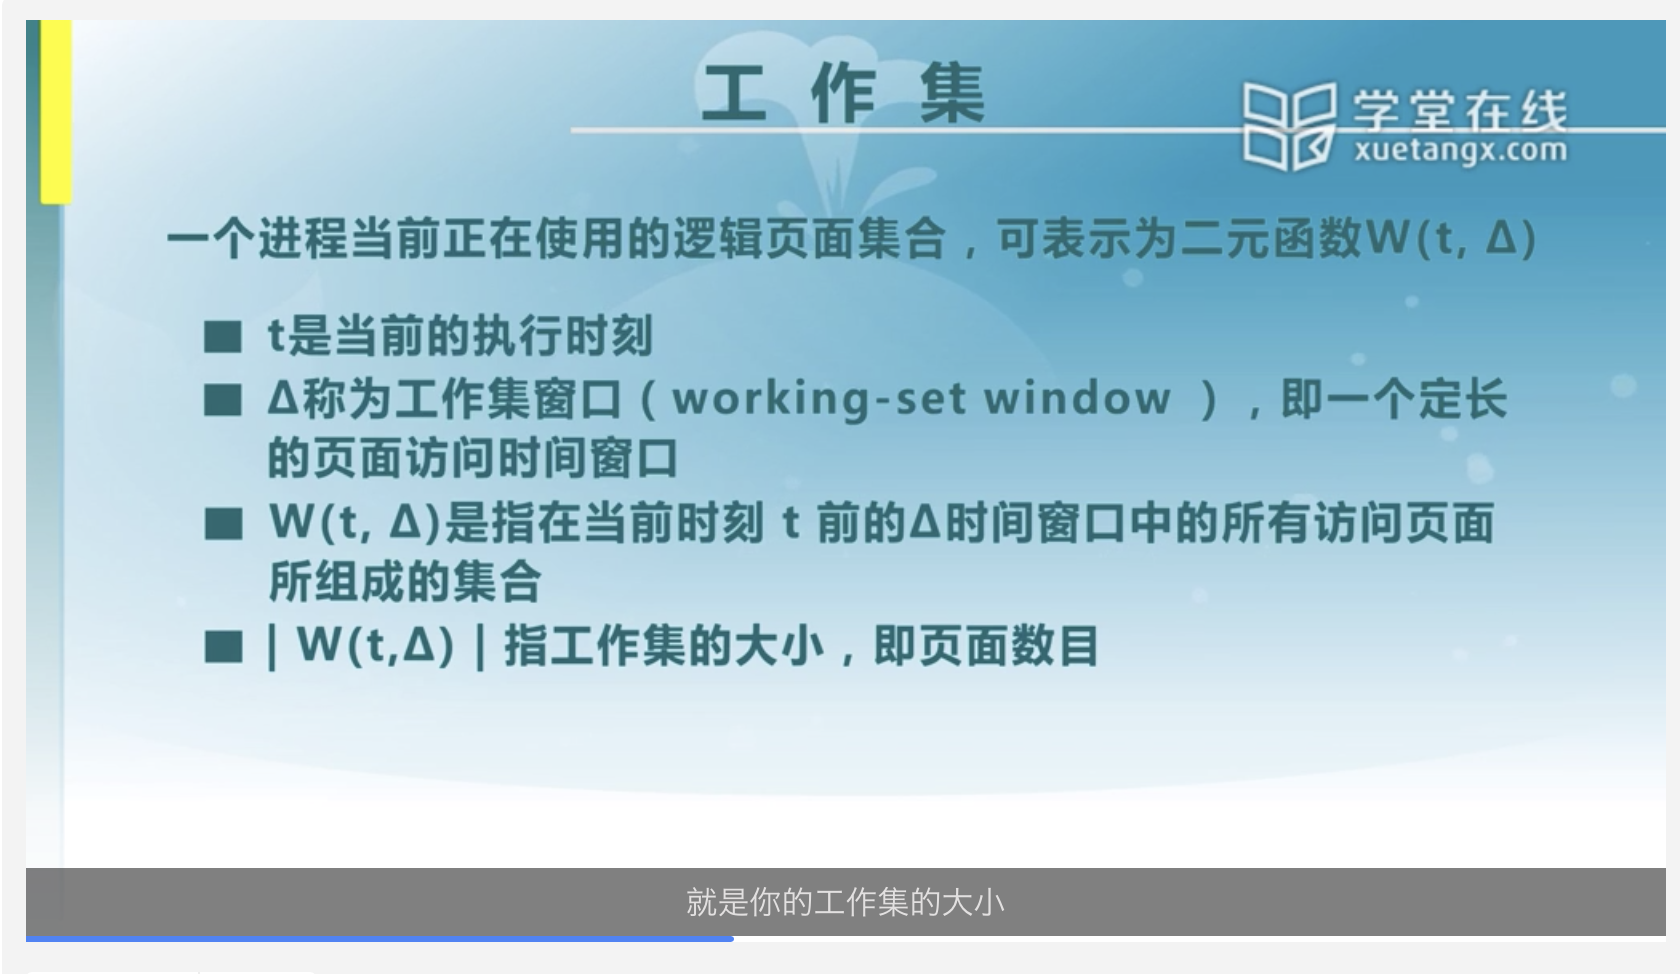 工作集
学堂在线
xuetangx.com
一个进程当前正在使用的逻辑页面集合，可表示为二元函数W(t, Δ)
■ t是当前的执行时刻
■ Δ称为工作集窗口（working-set window ），即一个定长
的页面访问时间窗口
■ W(t, Δ)是指在当前时刻 t 前的Δ时间窗口中的所有访问页面
所组成的集合
■ | W(t,Δ) | 指工作集的大小，即页面数目
就是你的工作集的大小